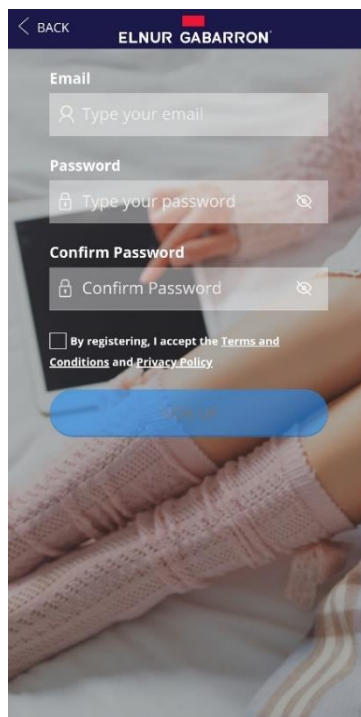 BACK
ELNUR GABARRON
Email
Type your email
Password
Type your password
Confirm Password
Confirm Password
By registering, I accept the Terms and
Conditions and Privacy Policy